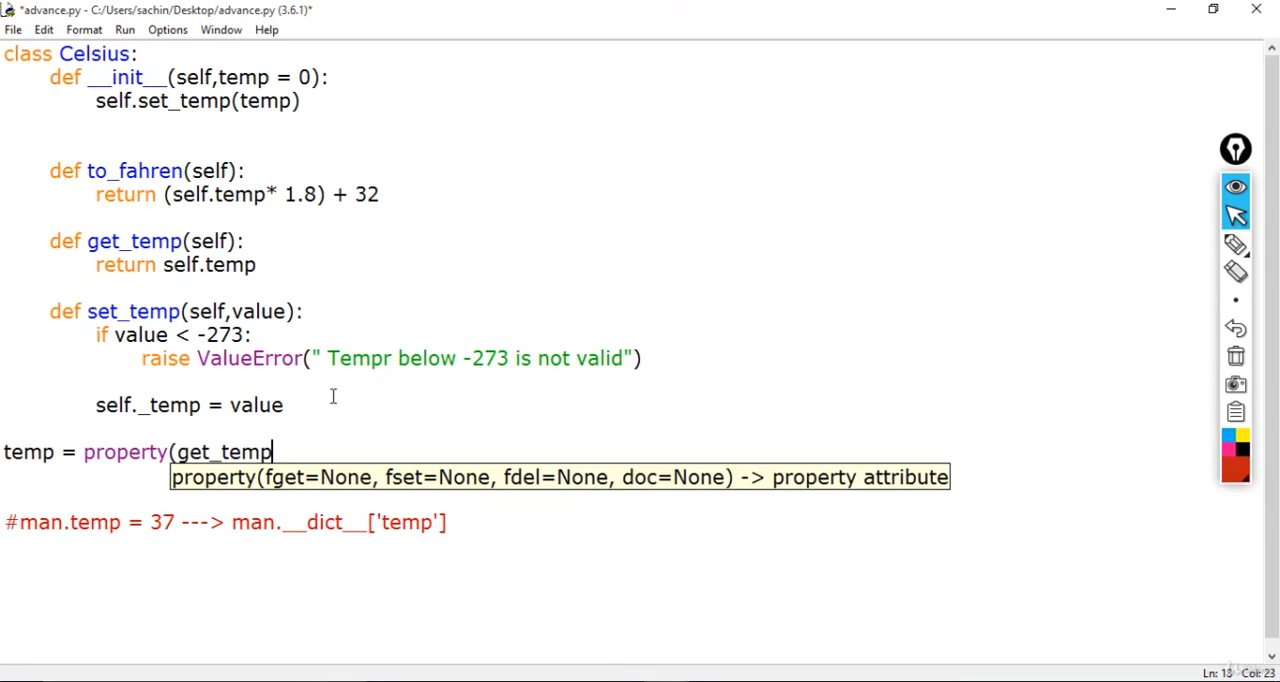 *advance.py - C:/Users/sachin/Desktop/advance.py (3.6.1)*
File Edit Format Run Options Window Help
class Celsius:
def __init__(self,temp = 0):
self.set_temp(temp)
def to_fahren(self):
return (self.temp* 1.8) + 32
def get_temp(self):
return self.temp
def set_temp(self,value):
if value < -273:
raise ValueError(" Tempr below -273 is not valid")
self._temp = value
temp = property(get_temp
property(fget=None, fset=None, fdel=None, doc=None) -> property attribute
#man.temp = 37 ---> man.__dict__['temp']
Ln: 18 Col: 23